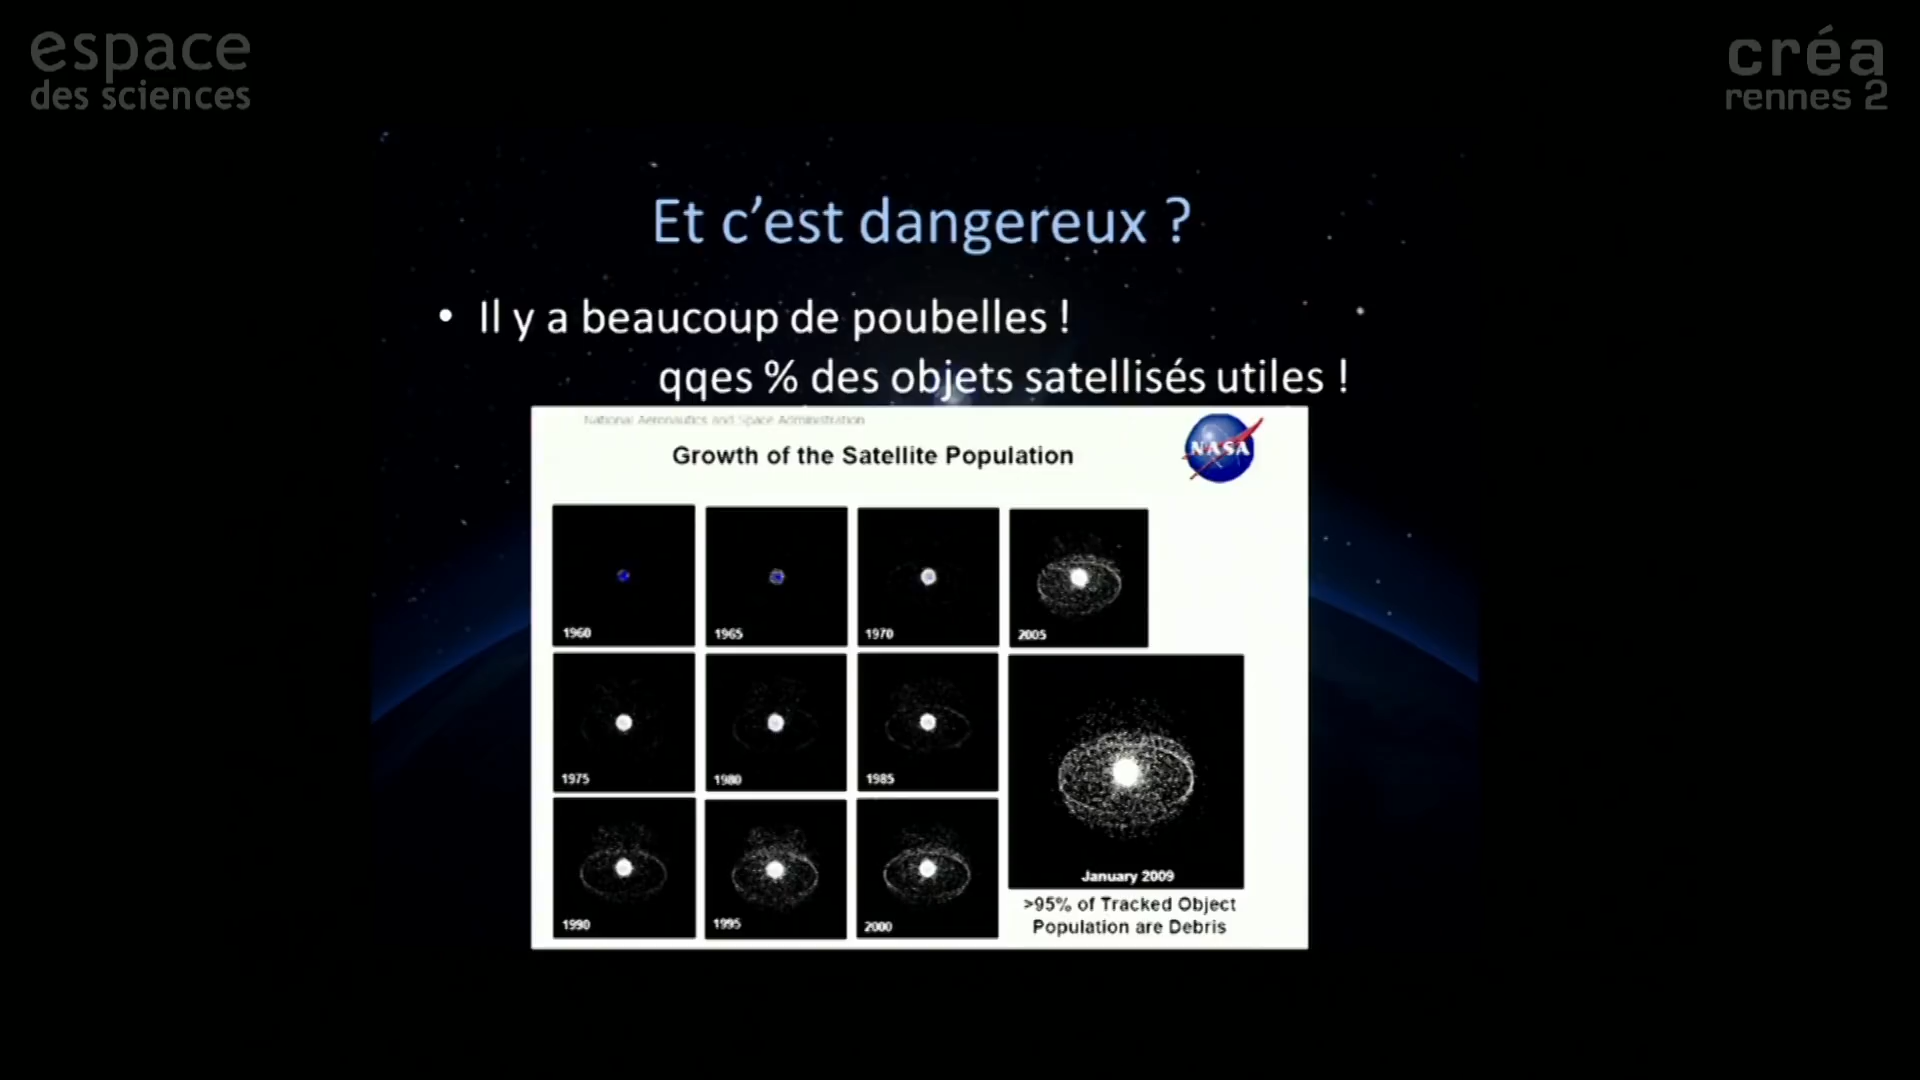 espace
des sciences
créa
rennes 2
Et c'est dangereux ?
• Il y a beaucoup de poubelles !
qqes % des objets satellisés utiles !
National Aeronautics and Space Administration
Growth of the Satellite Population
NASA
1960
1965
1970
2005
1975
1980
1985
1990
1995
2000
January 2009
>95% of Tracked Object
Population are Debris